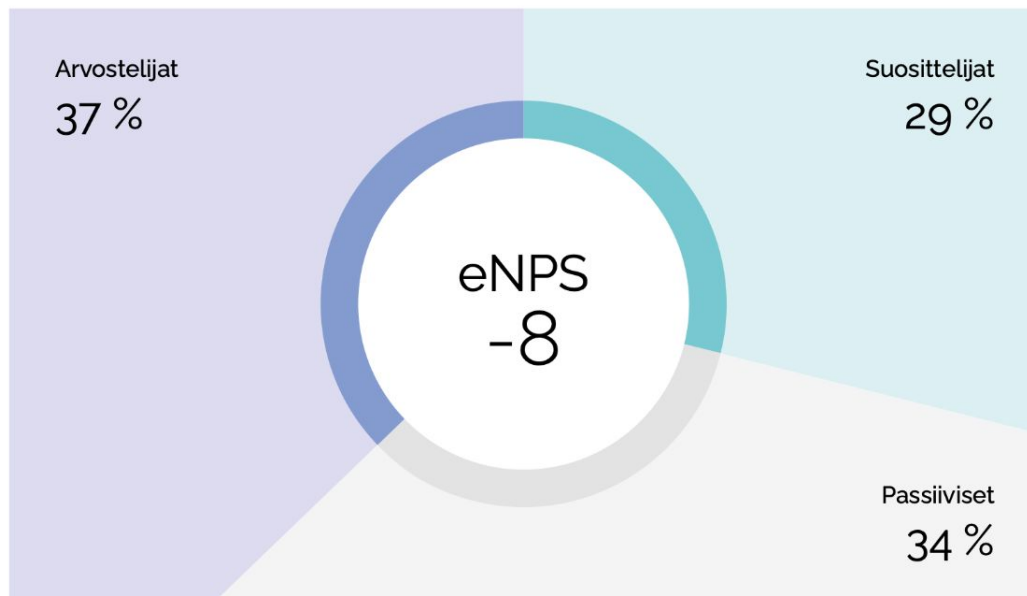 Arvostelijat
37 %
Suosittelijat
29 %
eNPS
-8
Passiiviset
34 %